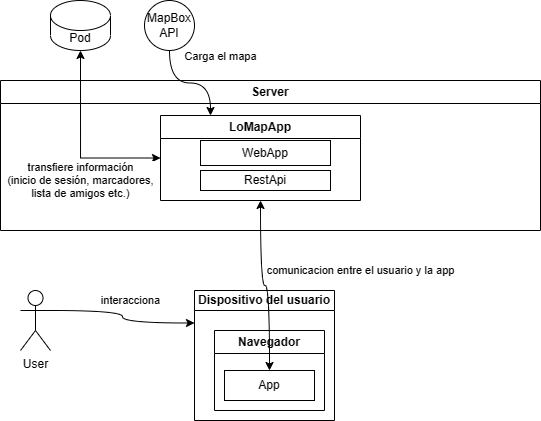 Pod
MapBox
API
Carga el mapa
Server
LoMapApp
WebApp
RestApi
transfiere información
(inicio de sesión, marcadores,
lista de amigos etc.)
comunicacion entre el usuario y la app
interacciona
Dispositivo del usuario
Navegador
App
User